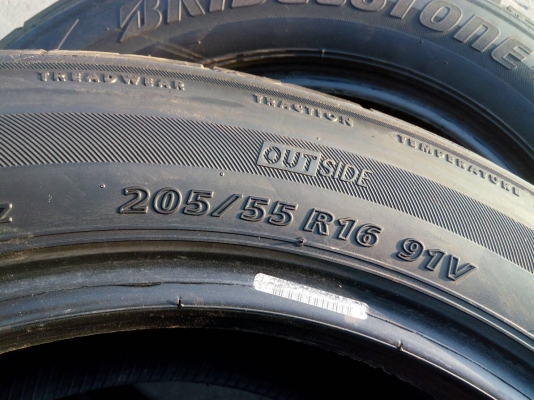 BRIDGESTONE
TREADWEAR TRACTION TEMPERATURE
OUTSIDE
205/55 R16 91V